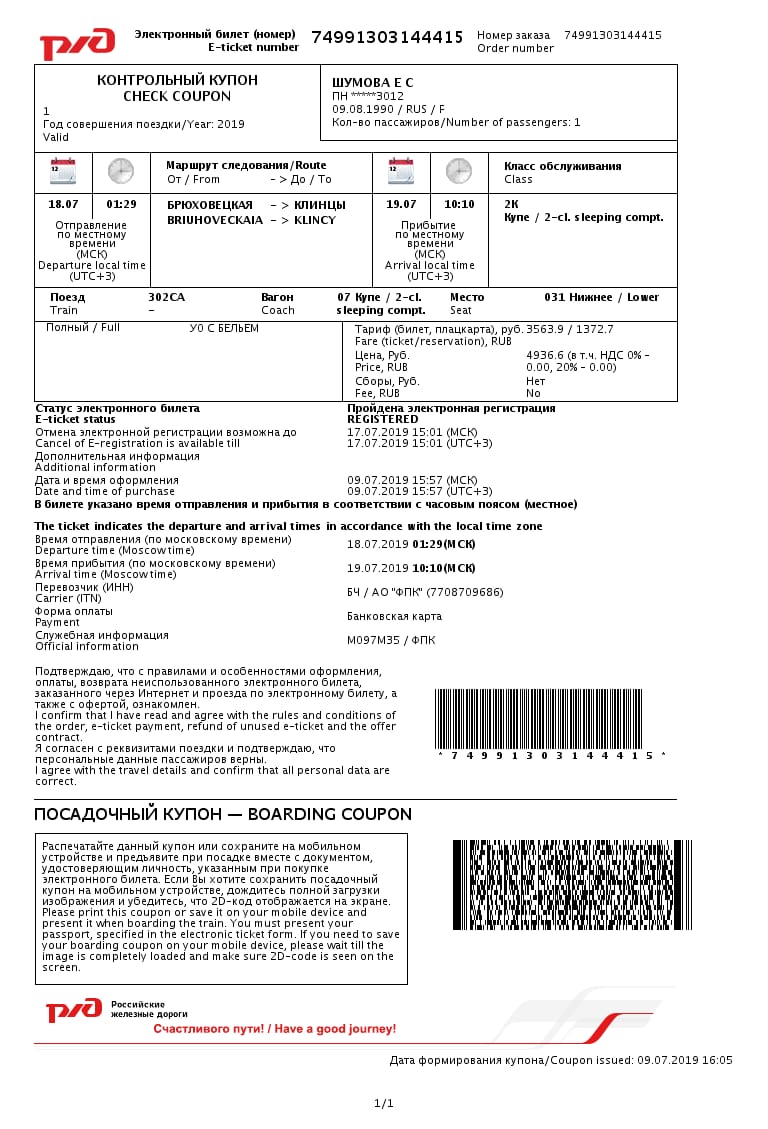 РЖД
Электронный билет (номер)
E-ticket number
74991303144415
Номер заказа 74991303144415
Order number
КОНТРОЛЬНЫЙ КУПОН
CHECK COUPON
1
Год совершения поездки/Year: 2019
Valid
ШУМОВА Е С
ПН *****3012
09.08.1990 / RUS / F
Кол-во пассажиров/Number of passengers: 1
12
Маршрут следования/Route
От / From – > До / To
12
Класс обслуживания
Class
18.07 01:29
Отправление
по местному
времени
(МСК)
Departure local time
(UTC+3)
БРЮХОВЕЦКАЯ – > КЛИНЦЫ
BRIUHOVECKAIA – > KLINCY
19.07 10:10
Прибытие
по местному
времени
(МСК)
Arrival local time
(UTC+3)
2К
Купе / 2-cl. sleeping compt.
Поезд 302СА Вагон 07 Купе / 2-cl. Место 031 Нижнее / Lower
Train – Coach sleeping compt. Seat
Полный / Full У0 С БЕЛЬЕМ
Тариф (билет, плацкарта), руб. 3563.9 / 1372.7
Fare (ticket/reservation), RUB
Цена, Руб. 4936.6 (в т.ч. НДС 0% –
Price, RUB 0.00, 20% – 0.00)
Сборы, Руб. Нет
Fee, RUB No
Статус электронного билета Пройдена электронная регистрация
E-ticket status REGISTERED
Отмена электронной регистрации возможна до 17.07.2019 15:01 (МСК)
Cancel of E-registration is available till 17.07.2019 15:01 (UTC+3)
Дополнительная информация
Additional information
Дата и время оформления 09.07.2019 15:57 (МСК)
Date and time of purchase 09.07.2019 15:57 (UTC+3)
В билете указано время отправления и прибытия в соответствии с часовым поясом (местное)
The ticket indicates the departure and arrival times in accordance with the local time zone
Время отправления (по московскому времени)
Departure time (Moscow time)
18.07.2019 01:29(МСК)
Время прибытия (по московскому времени)
Arrival time (Moscow time)
19.07.2019 10:10(МСК)
Перевозчик (ИНН)
Carrier (ITN)
БЧ / АО "ФПК" (7708709686)
Форма оплаты
Payment
Банковская карта
Служебная информация
Official information
М097М35 / ФПК
Подтверждаю, что с правилами и особенностями оформления,
оплаты, возврата неиспользованного электронного билета,
заказанного через Интернет и проезда по электронному билету, а
также с офертой, ознакомлен.
I confirm that I have read and agree with the rules and conditions of
the order, e-ticket payment, refund of unused e-ticket and the offer
contract.
Я согласен с реквизитами поездки и подтверждаю, что
персональные данные пассажиров верны.
I agree with the travel details and confirm that all personal data are
correct.
* 7 4 9 9 1 3 0 3 1 4 4 4 1 5 *
ПОСАДОЧНЫЙ КУПОН — BOARDING COUPON
Распечатайте данный купон или сохраните на мобильном
устройстве и предъявите при посадке вместе с документом,
удостоверяющим личность, указанным при покупке
электронного билета. Если Вы хотите сохранить посадочный
купон на мобильном устройстве, дождитесь полной загрузки
изображения и убедитесь, что 2D-код отображается на экране.
Please print this coupon or save it on your mobile device and
present it when boarding the train. You must present your
passport, specified in the electronic ticket form. If you need to save
your boarding coupon on your mobile device, please wait till the
image is completely loaded and make sure 2D-code is seen on the
screen.
РЖД
Российские
железные дороги
Счастливого пути! / Have a good journey!
Дата формирования купона/Coupon issued: 09.07.2019 16:05
1/1